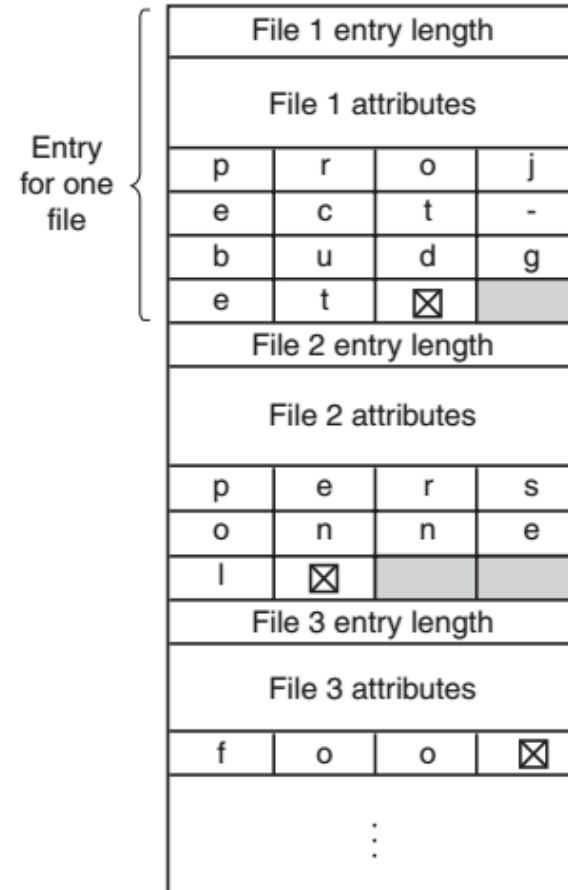 File 1 entry length
File 1 attributes
Entry
for one
file
p r o j
e c t -
b u d g
e t ☒
File 2 entry length
File 2 attributes
p e r s
o n n e
l ☒
File 3 entry length
File 3 attributes
f o o ☒
⋮